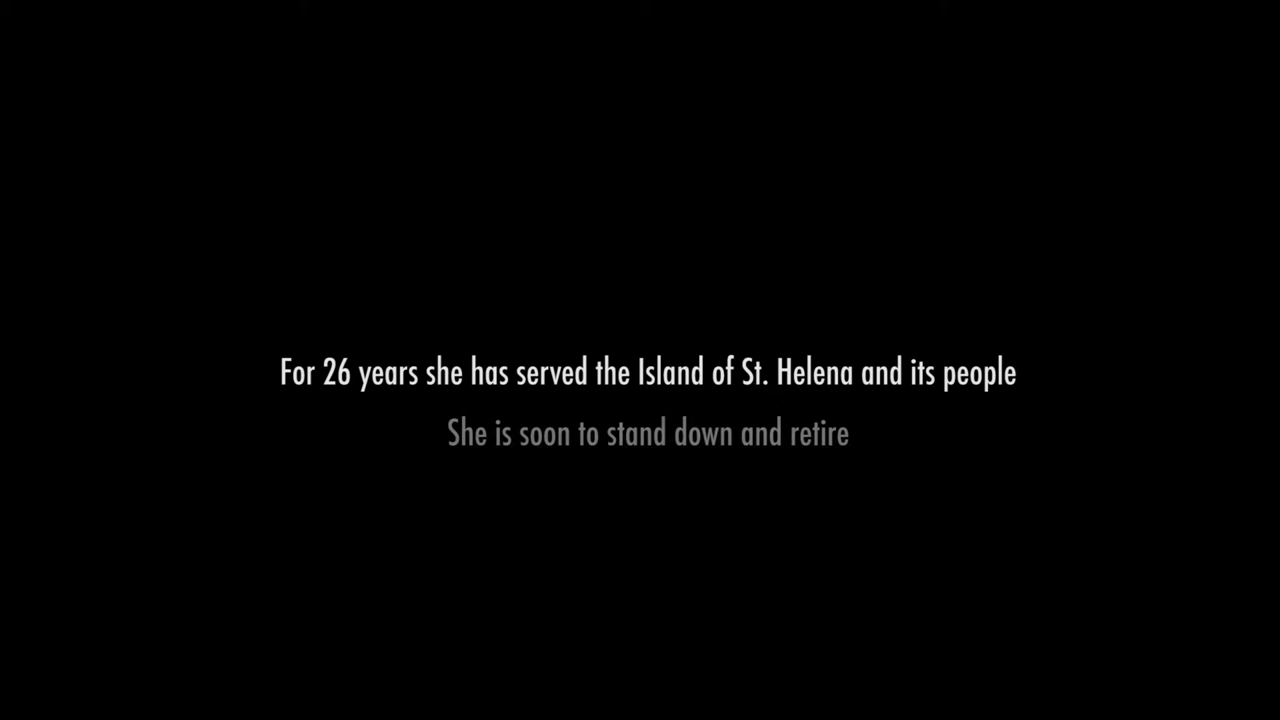 For 26 years she has served the Island of St. Helena and its people
She is soon to stand down and retire